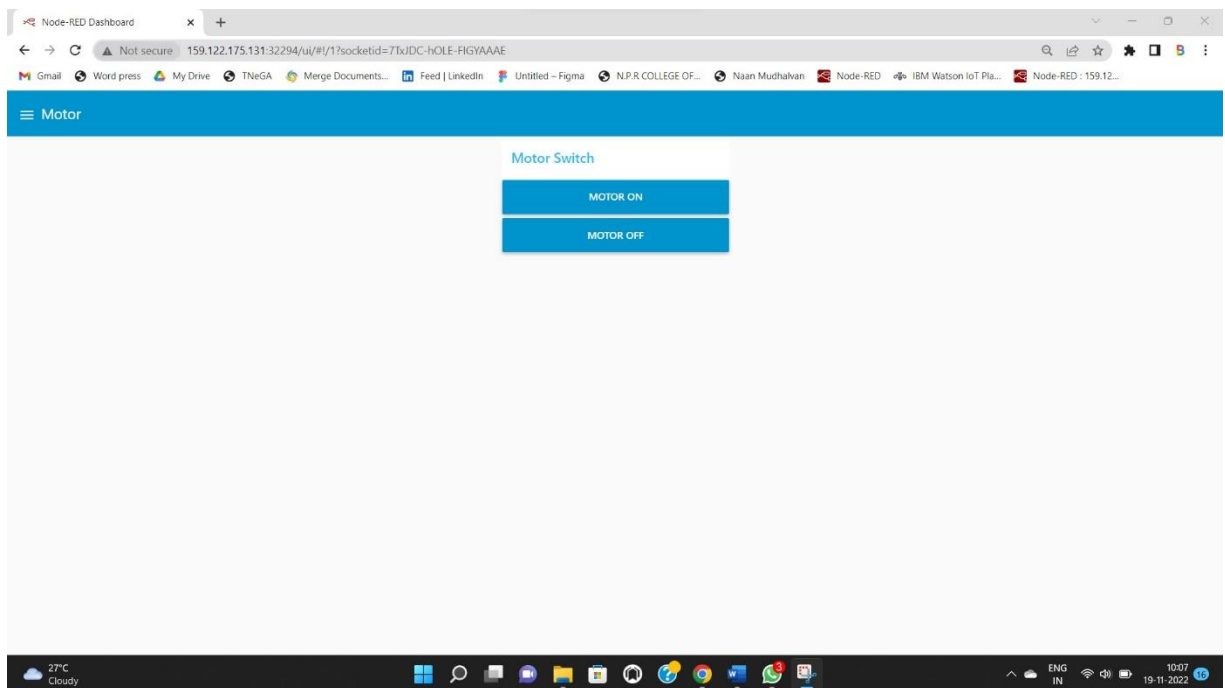 Node-RED Dashboard
Not secure 159.122.175.131:32294/ui/#!/1?socketid=7TxJDC-hOLE-FIGYAAAE
Gmail Word press My Drive TNeGA Merge Documents... Feed | LinkedIn Untitled – Figma N.P.R COLLEGE OF... Naan Mudhalvan Node-RED IBM Watson IoT Pla... Node-RED : 159.12...
Motor
Motor Switch
MOTOR ON
MOTOR OFF
27°C
Cloudy
3
ENG
IN
10:07
19-11-2022
16